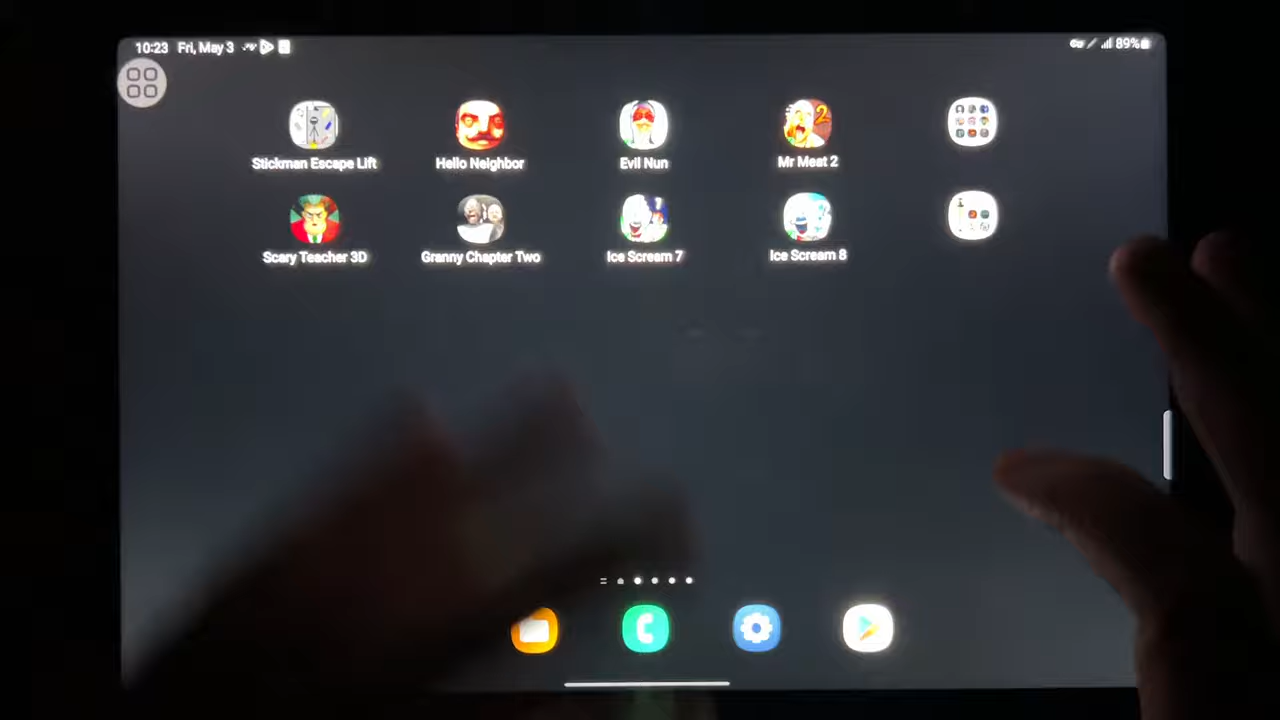 10:23 Fri, May 3 89%
Stickman Escape Lift Hello Neighbor Evil Nun Mr Meat 2
Scary Teacher 3D Granny Chapter Two Ice Scream 7 Ice Scream 8